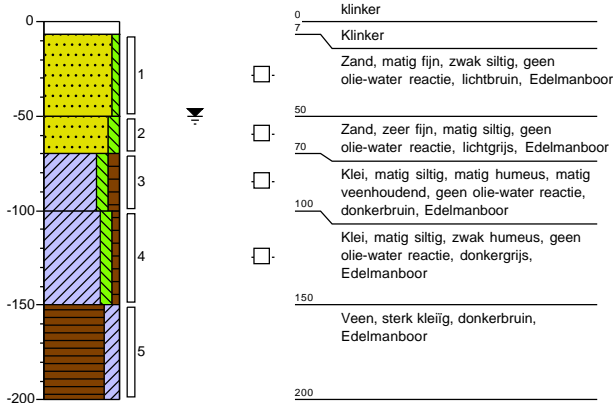 klinker
0
0
7
Klinker
Zand, matig fijn, zwak siltig, geen
olie-water reactie, lichtbruin, Edelmanboor
1
-50
50
Zand, zeer fijn, matig siltig, geen
olie-water reactie, lichtgrijs, Edelmanboor
2
70
Klei, matig siltig, matig humeus, matig
veenhoudend, geen olie-water reactie,
donkerbruin, Edelmanboor
3
-100
100
Klei, matig siltig, zwak humeus, geen
olie-water reactie, donkergrijs,
Edelmanboor
4
-150
150
Veen, sterk kleiïg, donkerbruin,
Edelmanboor
5
-200
200